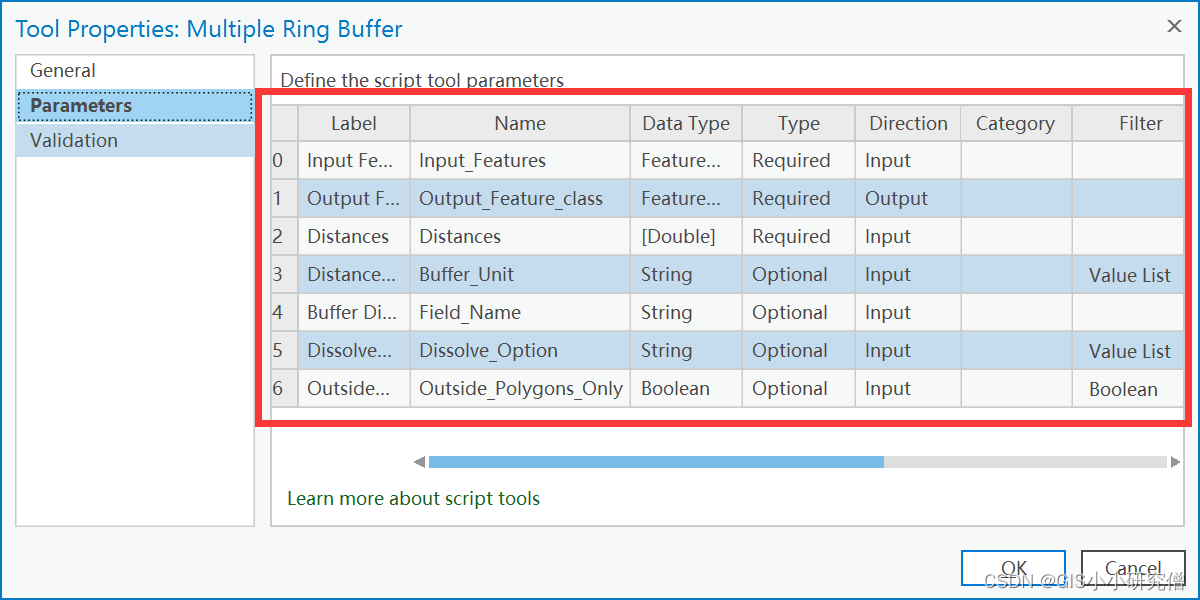 Tool Properties: Multiple Ring Buffer
General
Parameters
Validation
Define the script tool parameters
Label Name Data Type Type Direction Category Filter
0 Input Fe... Input_Features Feature... Required Input
1 Output F... Output_Feature_class Feature... Required Output
2 Distances Distances [Double] Required Input
3 Distance... Buffer_Unit String Optional Input Value List
4 Buffer Di... Field_Name String Optional Input
5 Dissolve... Dissolve_Option String Optional Input Value List
6 Outside... Outside_Polygons_Only Boolean Optional Input Boolean
Learn more about script tools
OK Cancel
CSDN @GIS小小研究僧